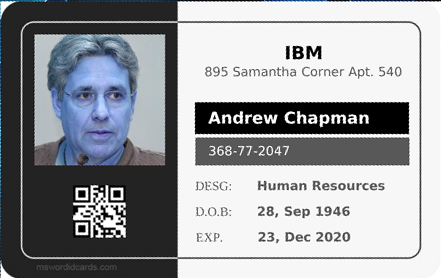 IBM
895 Samantha Corner Apt. 540
Andrew Chapman
368-77-2047
DESG: Human Resources
D.O.B: 28, Sep 1946
EXP. 23, Dec 2020
mswordidcards.com